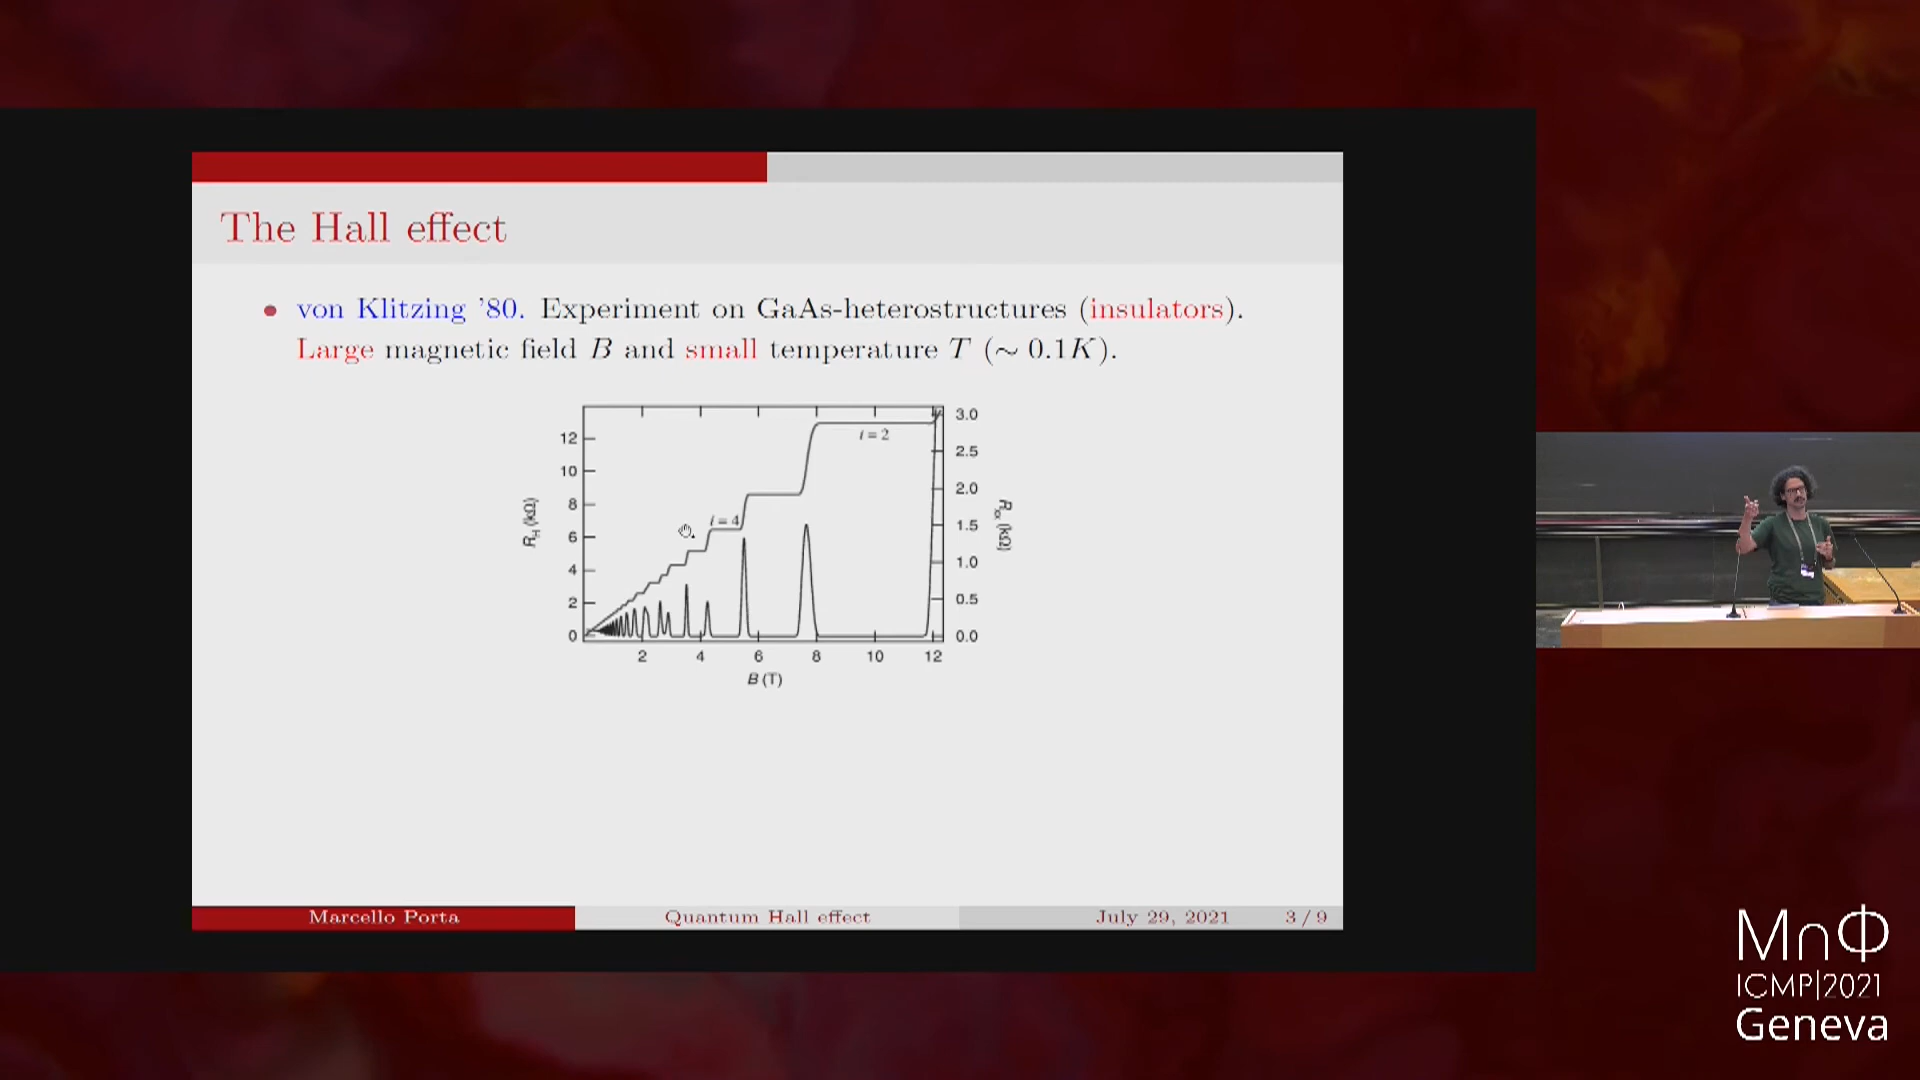 The Hall effect
• von Klitzing ’80. Experiment on GaAs-heterostructures (insulators).
Large magnetic field B and small temperature T (∼ 0.1K).
12
10
8
6
4
2
0
R_H (kΩ)
i = 2
i = 4
3.0
2.5
2.0
1.5
1.0
0.5
0.0
R_xx (kΩ)
2 4 6 8 10 12
B (T)
Marcello Porta Quantum Hall effect July 29, 2021 3 / 9
M∩Φ
ICMP|2021
Geneva